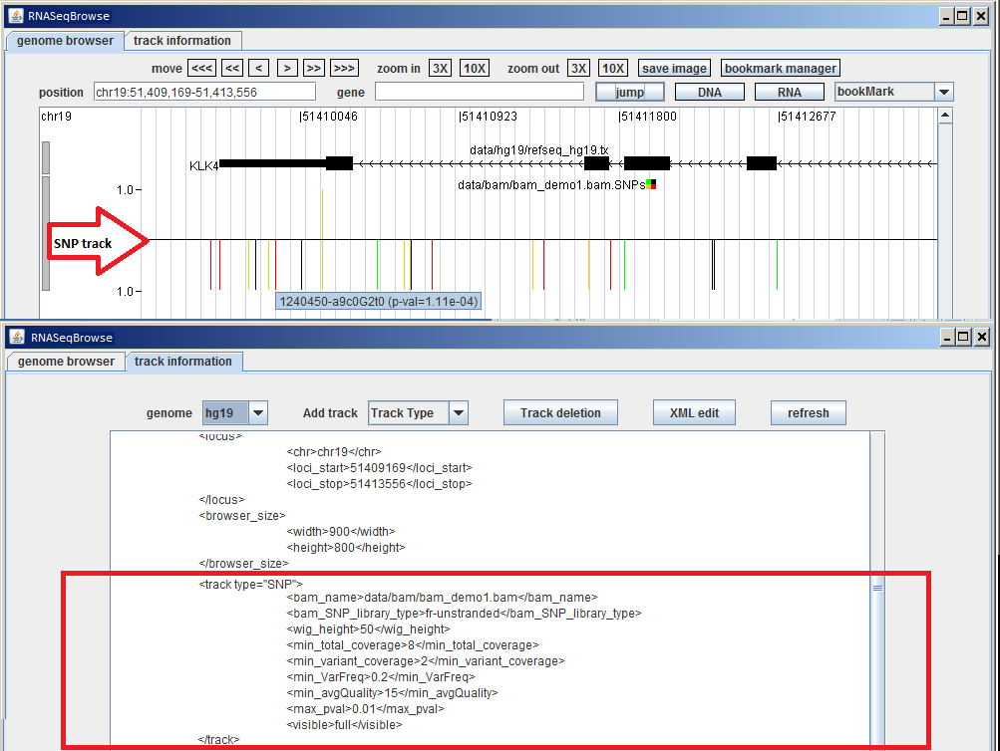 RNASeqBrowse
genome browser track information
move <<< << < > >> >>> zoom in 3X 10X zoom out 3X 10X save image bookmark manager
position chr19:51,409,169-51,413,556 gene jump DNA RNA bookMark
chr19 |51410046 |51410923 |51411800 |51412677
data/hg19/refseq_hg19.tx
KLK4
data/bam/bam_demo1.bam.SNPs
1.0
SNP track
1.0
1240450-a9c0G2t0 (p-val=1.11e-04)
RNASeqBrowse
genome browser track information
genome hg19 Add track Track Type Track deletion XML edit refresh
<locus>
<chr>chr19</chr>
<loci_start>51409169</loci_start>
<loci_stop>51413556</loci_stop>
</locus>
<browser_size>
<width>900</width>
<height>800</height>
</browser_size>
<track type="SNP">
<bam_name>data/bam/bam_demo1.bam</bam_name>
<bam_SNP_library_type>fr-unstranded</bam_SNP_library_type>
<wig_height>50</wig_height>
<min_total_coverage>8</min_total_coverage>
<min_variant_coverage>2</min_variant_coverage>
<min_VarFreq>0.2</min_VarFreq>
<min_avgQuality>15</min_avgQuality>
<max_pval>0.01</max_pval>
<visible>full</visible>
</track>